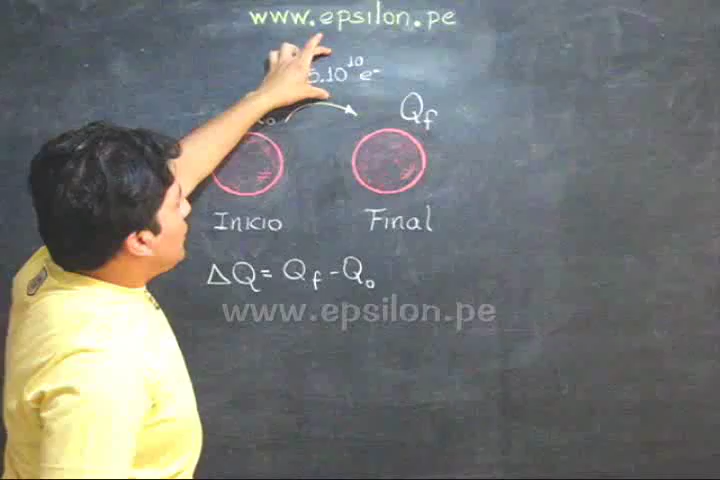 www.epsilon.pe
5.10¹⁰ e⁻
Q_f
Inicio Final
ΔQ = Q_f - Q_o
www.epsilon.pe